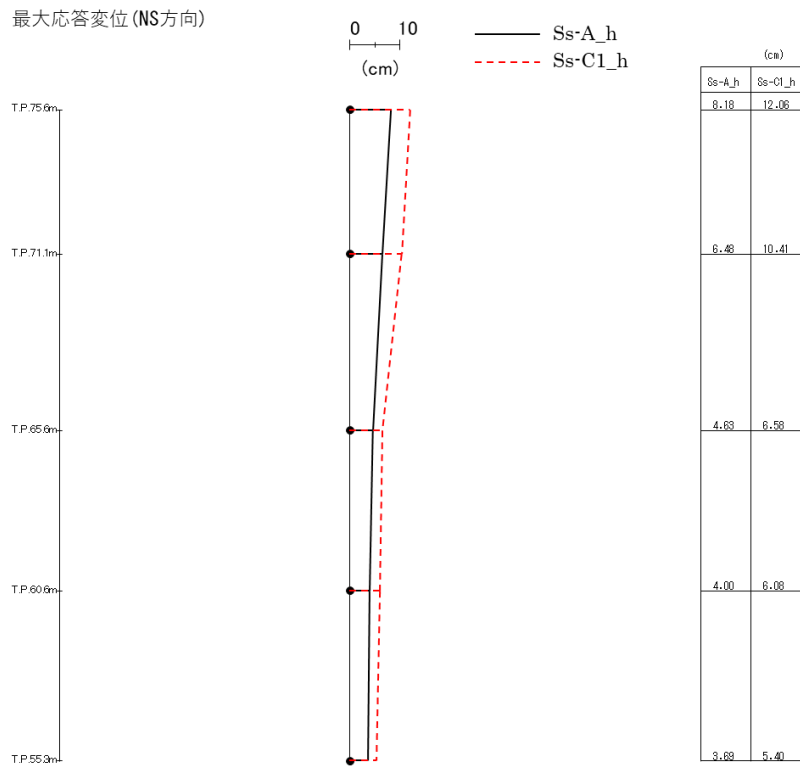 最大応答変位(NS方向)
0 10
(cm)
Ss-A_h
Ss-C1_h
(cm)
Ss-A_h Ss-C1_h
T.P.75.6m 8.18 12.06
T.P.71.1m 6.48 10.41
T.P.65.6m 4.63 6.58
T.P.60.6m 4.00 6.08
T.P.55.3m 3.69 5.40